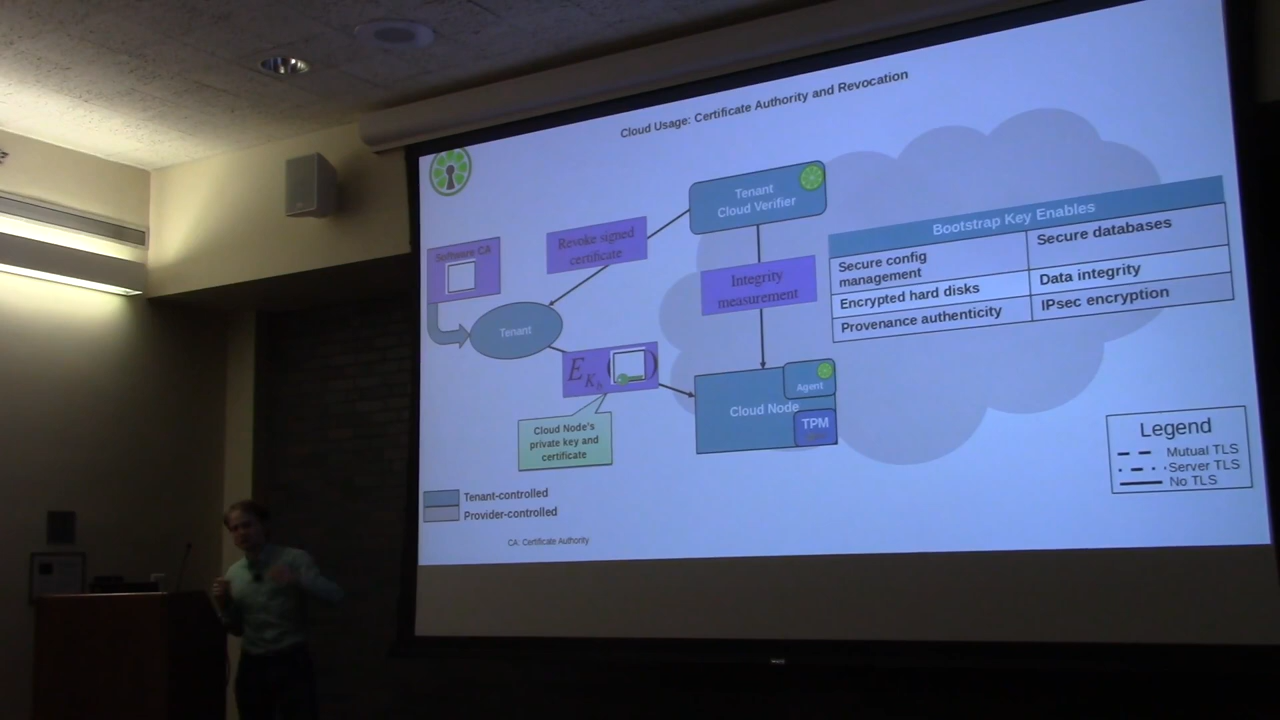 Cloud Usage: Certificate Authority and Revocation
Tenant
Cloud Verifier
Software CA
Revoke signed
certificate
Integrity
measurement
Bootstrap Key Enables
Secure config
management
Secure databases
Encrypted hard disks
Data integrity
Provenance authenticity
IPsec encryption
Tenant
E_{K_b}( )
Cloud Node
Agent
TPM
Cloud Node's
private key and
certificate
Legend
Mutual TLS
Server TLS
No TLS
Tenant-controlled
Provider-controlled
CA: Certificate Authority